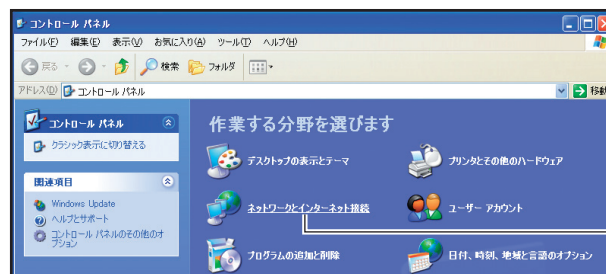 コントロール パネル
ファイル(F) 編集(E) 表示(V) お気に入り(A) ツール(T) ヘルプ(H)
戻る 検索 フォルダ
アドレス(D) コントロール パネル 移動
コントロール パネル
クラシック表示に切り替える
関連項目
Windows Update
ヘルプとサポート
コントロール パネルのその他のオ
プション
作業する分野を選びます
デスクトップの表示とテーマ
プリンタとその他のハードウェア
ネットワークとインターネット接続
ユーザー アカウント
プログラムの追加と削除
日付、時刻、地域と言語のオプション